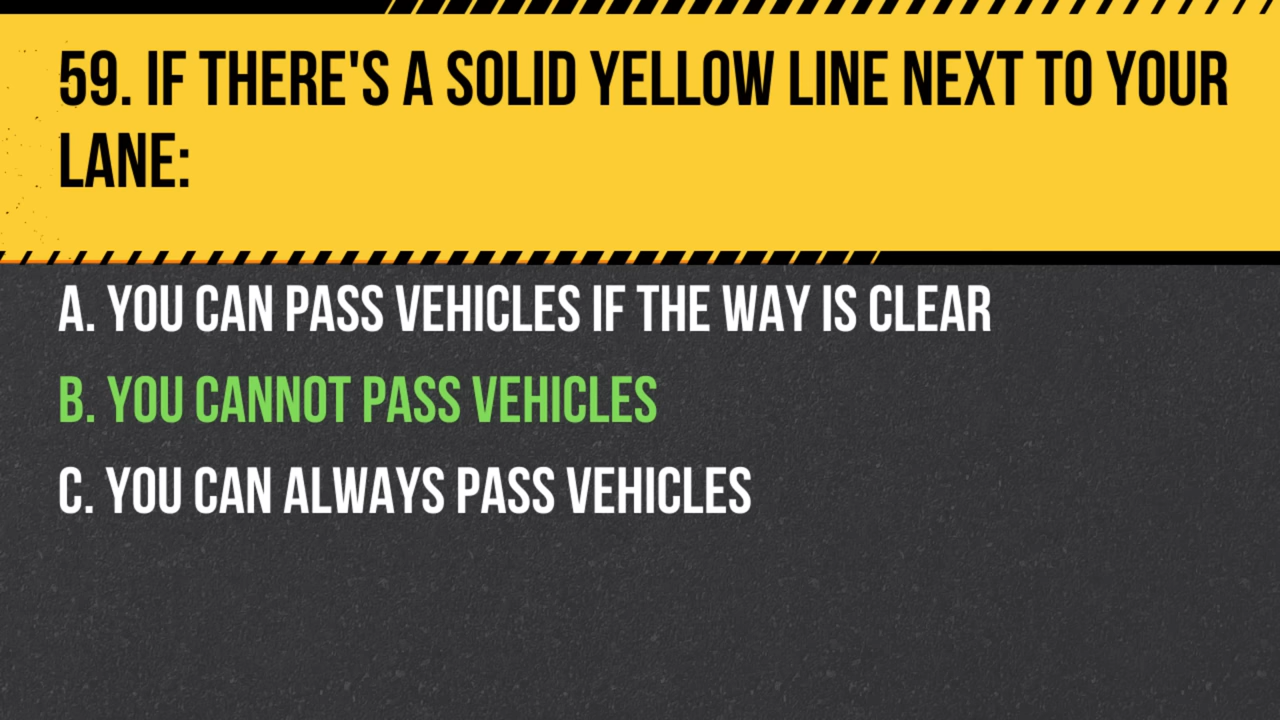 59. IF THERE'S A SOLID YELLOW LINE NEXT TO YOUR
LANE:
A. YOU CAN PASS VEHICLES IF THE WAY IS CLEAR
B. YOU CANNOT PASS VEHICLES
C. YOU CAN ALWAYS PASS VEHICLES